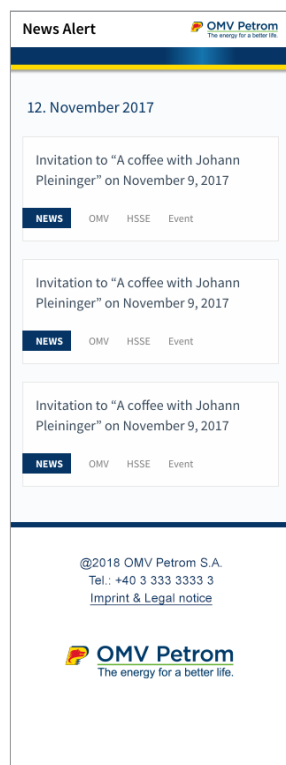 News Alert
OMV Petrom
The energy for a better life.
12. November 2017
Invitation to “A coffee with Johann
Pleininger” on November 9, 2017
NEWS OMV HSSE Event
Invitation to “A coffee with Johann
Pleininger” on November 9, 2017
NEWS OMV HSSE Event
Invitation to “A coffee with Johann
Pleininger” on November 9, 2017
NEWS OMV HSSE Event
@2018 OMV Petrom S.A.
Tel.: +40 3 333 3333 3
Imprint & Legal notice
OMV Petrom
The energy for a better life.